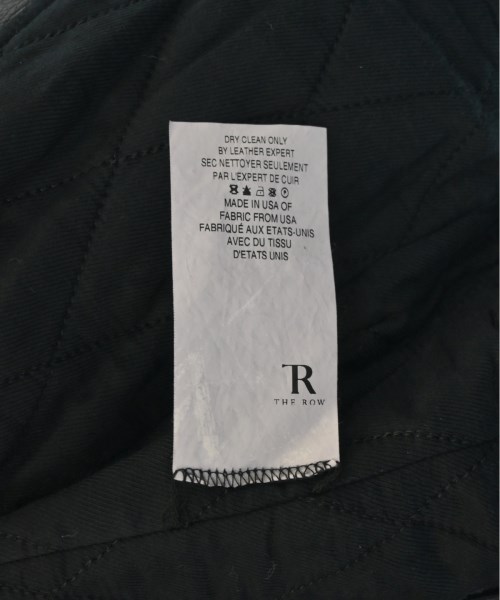 DRY CLEAN ONLY
BY LEATHER EXPERT
SEC NETTOYER SEULEMENT
PAR L'EXPERT DE CUIR
MADE IN USA OF
FABRIC FROM USA
FABRIQUÉ AUX ETATS-UNIS
AVEC DU TISSU
D'ETATS UNIS
TR
THE ROW